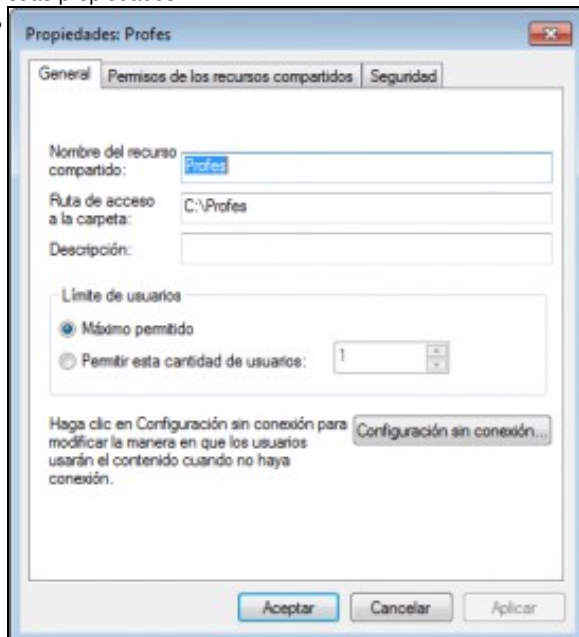 Propiedades: Profes
General Permisos de los recursos compartidos Seguridad
Nombre del recurso
compartido:
Profes
Ruta de acceso
a la carpeta:
C:\Profes
Descripción:
Límite de usuarios
Máximo permitido
Permitir esta cantidad de usuarios: 1
Haga clic en Configuración sin conexión para
modificar la manera en que los usuarios
usarán el contenido cuando no haya
conexión.
Configuración sin conexión...
Aceptar Cancelar Aplicar